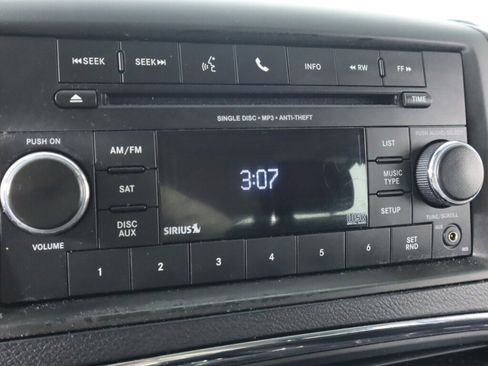 SEEK SEEK INFO RW FF
TIME
SINGLE DISC • MP3 • ANTI-THEFT
PUSH ON
VOLUME
AM/FM
SAT
DISC AUX
3:07
SIRIUS
LIST
MUSIC TYPE
SETUP
PUSH AUDIO/SELECT
TUNE/SCROLL
AUX
1 2 3 4 5 6
SET RND